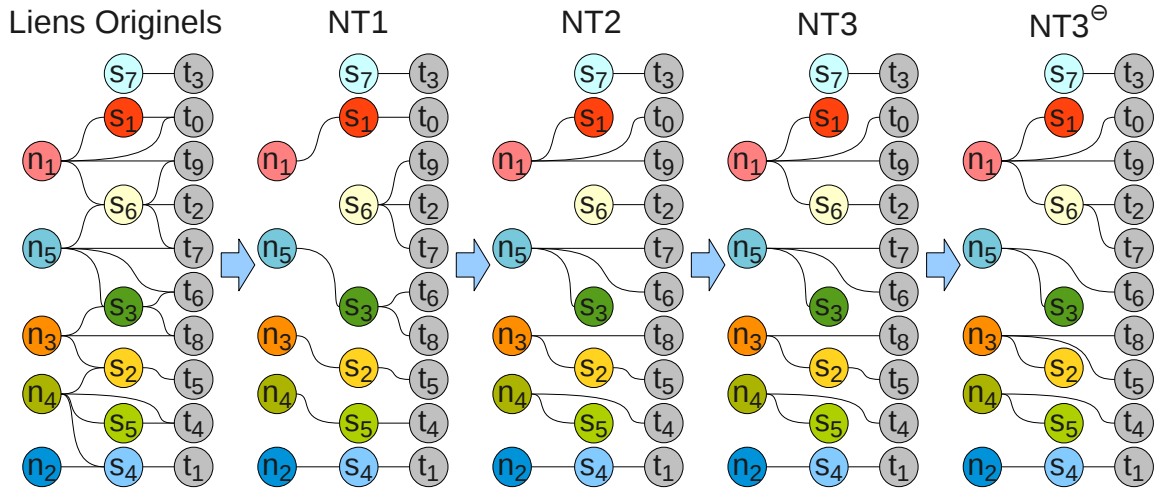 Liens Originels NT1 NT2 NT3 NT3⊖
s7 t3 s7 t3 s7 t3 s7 t3 s7 t3
s1 t0 s1 t0 s1 t0 s1 t0 s1 t0
n1 t9 n1 t9 n1 t9 n1 t9 n1 t9
s6 t2 s6 t2 s6 t2 s6 t2 s6 t2
n5 t7 n5 t7 n5 t7 n5 t7 n5 t7
s3 t6 s3 t6 s3 t6 s3 t6 s3 t6
n3 t8 n3 t8 n3 t8 n3 t8 n3 t8
s2 t5 s2 t5 s2 t5 s2 t5 s2 t5
n4 n4 n4 n4 n4
s5 t4 s5 t4 s5 t4 s5 t4 s5 t4
n2 s4 t1 n2 s4 t1 n2 s4 t1 n2 s4 t1 n2 s4 t1